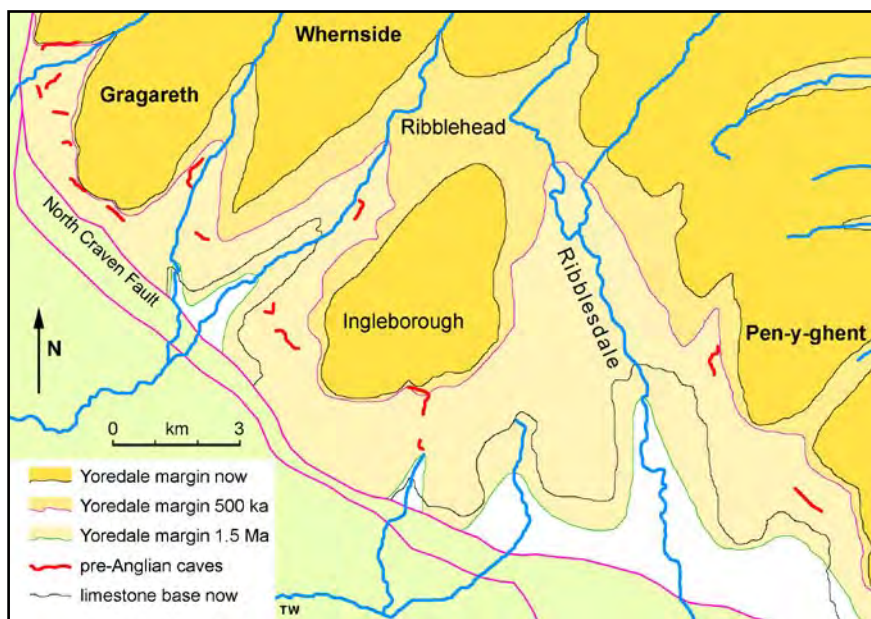 Whernside
Gragareth
Ribblehead
North Craven Fault
Ribblesdale
Ingleborough
Pen-y-ghent
N
0 km 3
Yoredale margin now
Yoredale margin 500 ka
Yoredale margin 1.5 Ma
pre-Anglian caves
limestone base now
TW